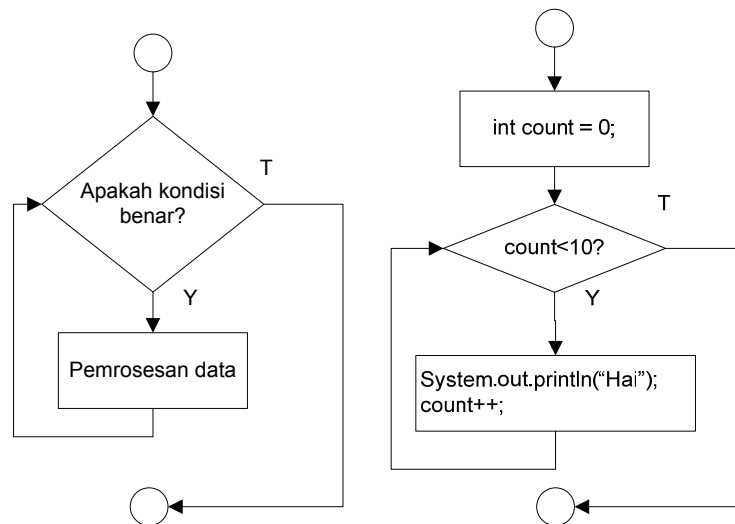 Apakah kondisi
benar?
T
Y
Pemrosesan data
int count = 0;
count<10?
T
Y
System.out.println(“Hai”);
count++;